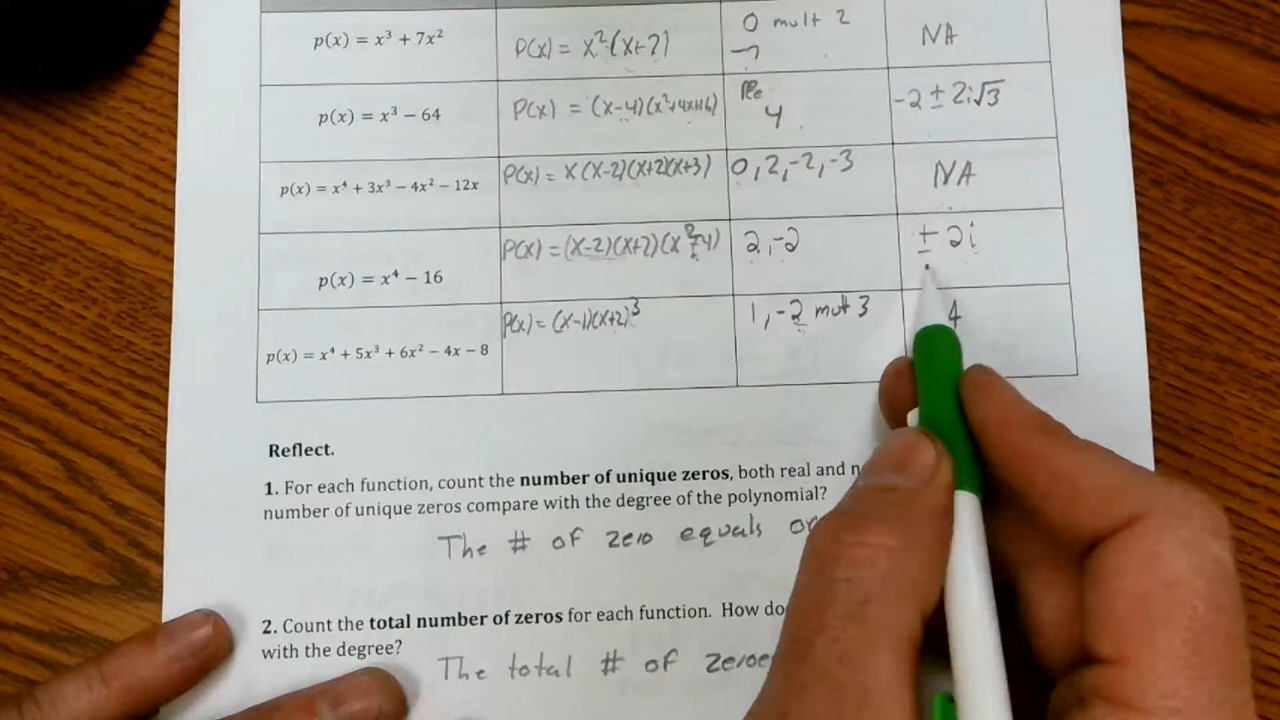 p(x) = x³ + 7x² P(x) = x²(x+7) 0 mult 2 NA
-7
p(x) = x³ − 64 P(x) = (x-4)(x²+4x+16) 4 -2 ± 2i√3
p(x) = x⁴ + 3x³ − 4x² − 12x P(x) = x(x-2)(x+2)(x+3) 0, 2, -2, -3 NA
p(x) = x⁴ − 16 P(x) = (x-2)(x+2)(x²+4) 2, -2 ± 2i
p(x) = x⁴ + 5x³ + 6x² − 4x − 8 P(x) = (x-1)(x+2)³ 1, -2 mult 3
Reflect.
1. For each function, count the number of unique zeros, both real and
number of unique zeros compare with the degree of the polynomial?
The # of zero equals
2. Count the total number of zeros for each function. How do
with the degree?
The total # of